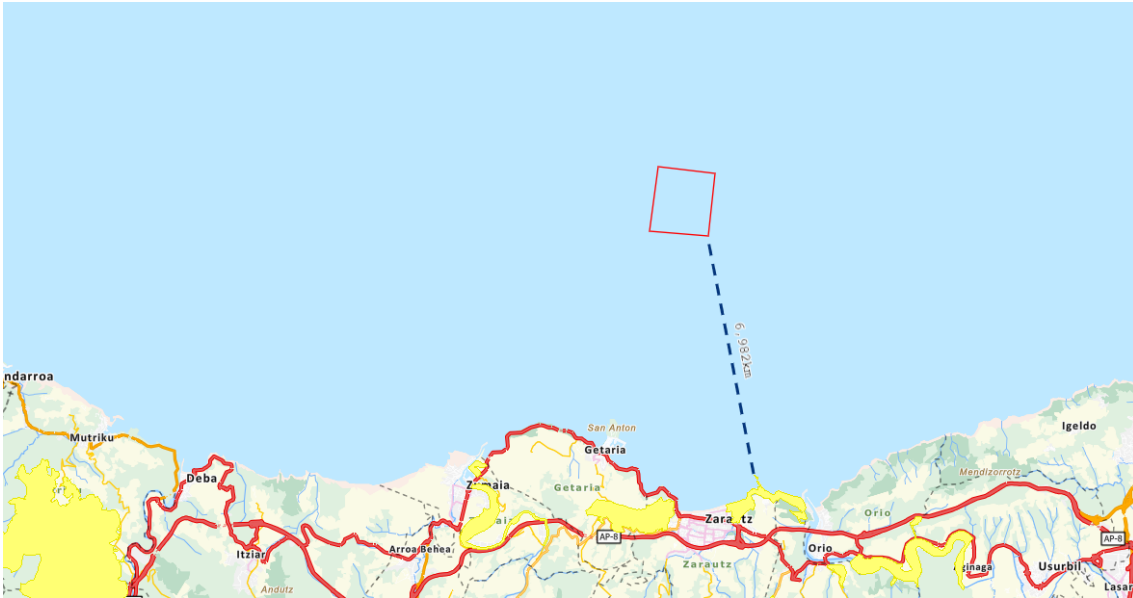 6,982km
ndarroa
Mutriku
San Anton
Igeldo
Getaria
Mendizorrotz
Deba
Getaria
Orio
Zarautz
AP-8
AP-8
Itziar
Arroa Behea
Orio
Zarautz
ginaga
Usurbil
Andutz
Lasar